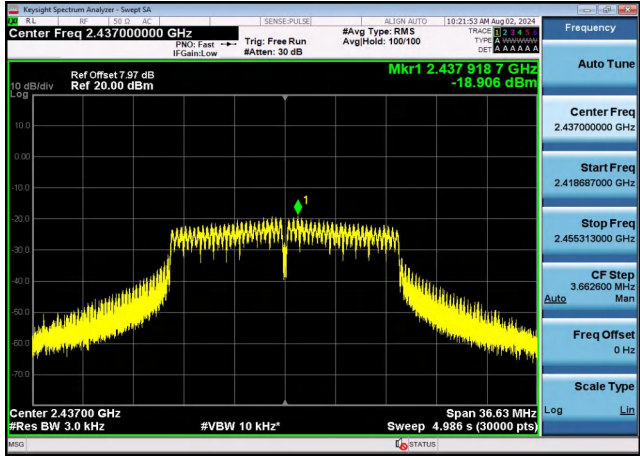 Keysight Spectrum Analyzer - Swept SA
RL RF 50 Ω AC SENSE:PULSE ALIGN AUTO 10:21:53 AM Aug 02, 2024
Center Freq 2.437000000 GHz #Avg Type: RMS TRACE 1 2 3 4 5 6 Frequency
PNO: Fast Trig: Free Run Avg|Hold: 100/100 TYPE A WWWWW
IFGain:Low #Atten: 30 dB DET A A A A A A
Auto Tune
Mkr1 2.437 918 7 GHz
Ref Offset 7.97 dB
10 dB/div Ref 20.00 dBm -18.906 dBm
Log
Center Freq
2.437000000 GHz
10.0
0.00
Start Freq
2.418687000 GHz
-10.0
1
-20.0
Stop Freq
2.455313000 GHz
-30.0
-40.0
CF Step
3.662600 MHz
Auto Man
-50.0
-60.0
Freq Offset
0 Hz
-70.0
Scale Type
Log Lin
Center 2.43700 GHz Span 36.63 MHz
#Res BW 3.0 kHz #VBW 10 kHz* Sweep 4.986 s (30000 pts)
MSG STATUS